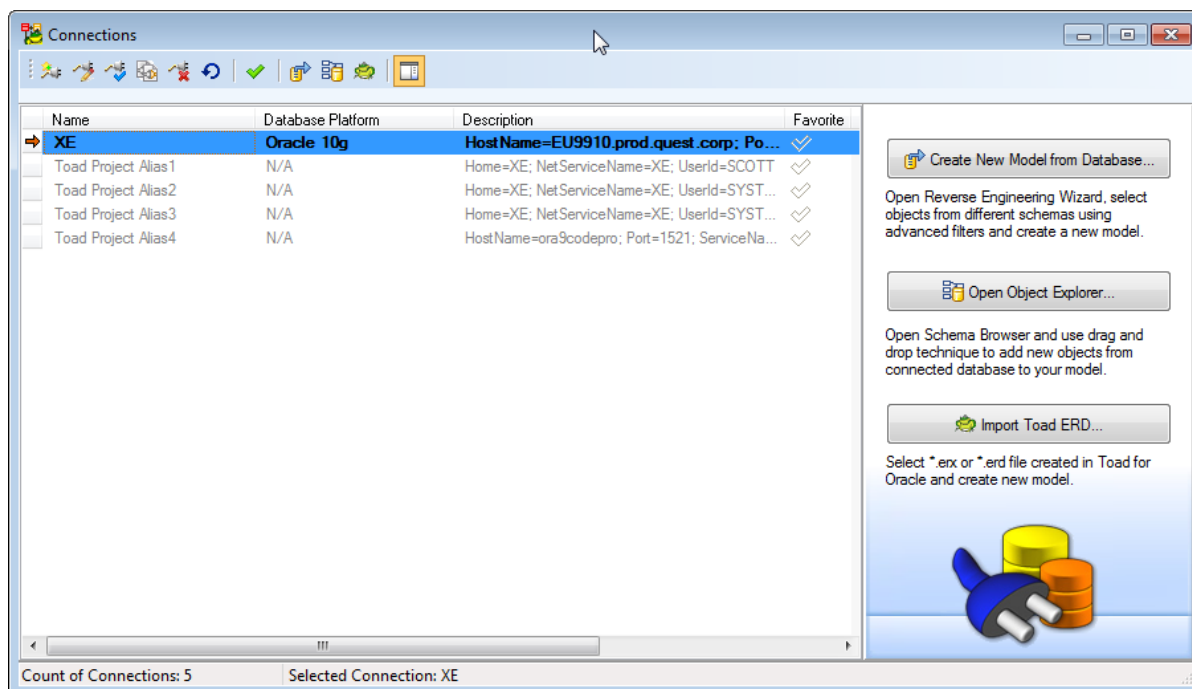 Connections
Name Database Platform Description Favorite
XE Oracle 10g HostName=EU9910.prod.quest.corp; Po...
Toad Project Alias1 N/A Home=XE; NetServiceName=XE; UserId=SCOTT
Toad Project Alias2 N/A Home=XE; NetServiceName=XE; UserId=SYST...
Toad Project Alias3 N/A Home=XE; NetServiceName=XE; UserId=SYST...
Toad Project Alias4 N/A HostName=ora9codepro; Port=1521; ServiceNa...
Create New Model from Database...
Open Reverse Engineering Wizard, select
objects from different schemas using
advanced filters and create a new model.
Open Object Explorer...
Open Schema Browser and use drag and
drop technique to add new objects from
connected database to your model.
Import Toad ERD...
Select *.erx or *.erd file created in Toad for
Oracle and create new model.
Count of Connections: 5 Selected Connection: XE